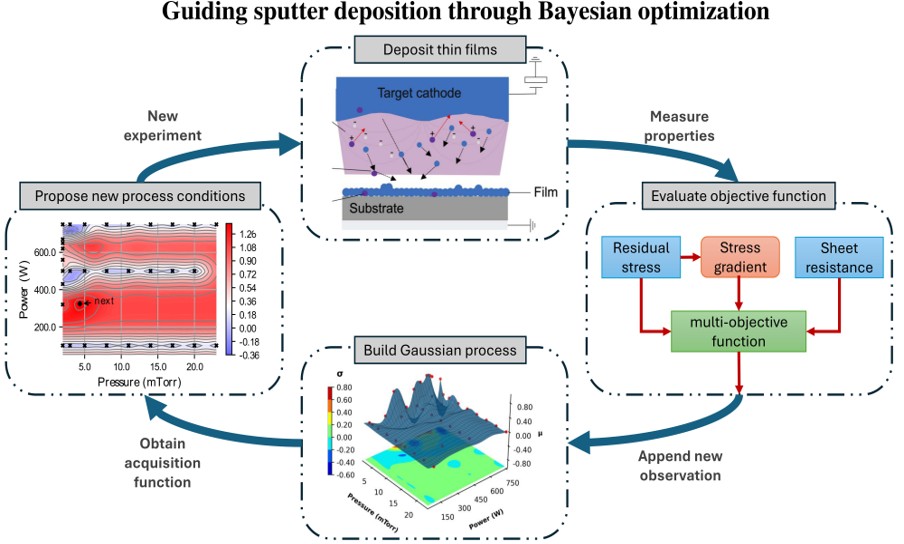 Guiding sputter deposition through Bayesian optimization
Deposit thin films
Target cathode
Film
Substrate
New
experiment
Measure
properties
Propose new process conditions
Power (W)
600.0
400.0
200.0
next
5.0 10.0 15.0 20.0
Pressure (mTorr)
1.26
1.08
0.90
0.72
0.54
0.36
0.18
0.00
-0.18
-0.36
Evaluate objective function
Residual
stress
Stress
gradient
Sheet
resistance
multi-objective
function
Build Gaussian process
σ
0.80
0.60
0.40
0.20
0.00
-0.20
-0.40
-0.60
0.80
0.40
0.00
-0.40
-0.80
μ
5
10
15
20
Pressure (mTorr)
150
300
450
600
750
Power (W)
Obtain
acquisition
function
Append new
observation